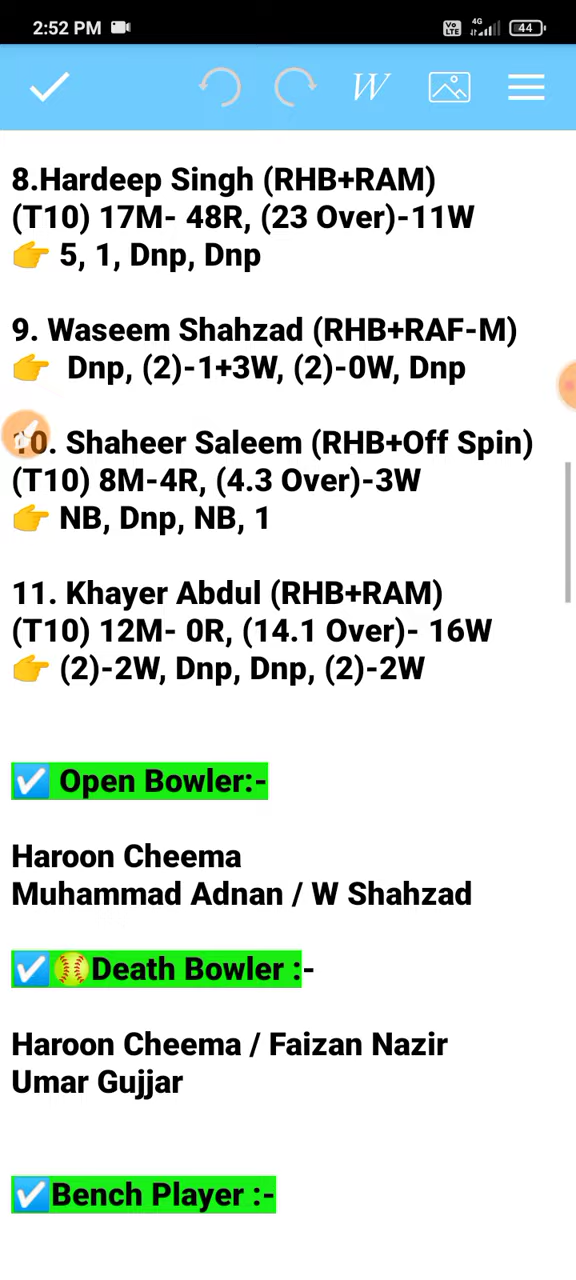 2:52 PM
Vo
LTE
4G
44
W
8.Hardeep Singh (RHB+RAM)
(T10) 17M- 48R, (23 Over)-11W
👉 5, 1, Dnp, Dnp
9. Waseem Shahzad (RHB+RAF-M)
👉 Dnp, (2)-1+3W, (2)-0W, Dnp
10. Shaheer Saleem (RHB+Off Spin)
(T10) 8M-4R, (4.3 Over)-3W
👉 NB, Dnp, NB, 1
11. Khayer Abdul (RHB+RAM)
(T10) 12M- 0R, (14.1 Over)- 16W
👉 (2)-2W, Dnp, Dnp, (2)-2W
☑️ Open Bowler:-
Haroon Cheema
Muhammad Adnan / W Shahzad
☑️🥎Death Bowler :-
Haroon Cheema / Faizan Nazir
Umar Gujjar
☑️Bench Player :-